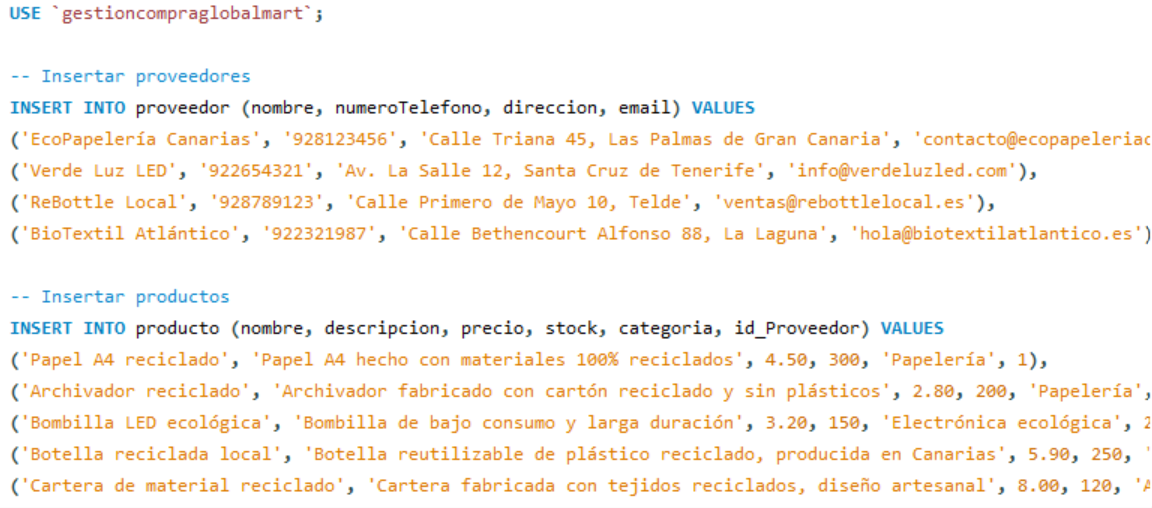 USE `gestioncompraglobalmart`;
-- Insertar proveedores
INSERT INTO proveedor (nombre, numeroTelefono, direccion, email) VALUES
('EcoPapelería Canarias', '928123456', 'Calle Triana 45, Las Palmas de Gran Canaria', 'contacto@ecopapeleriac
('Verde Luz LED', '922654321', 'Av. La Salle 12, Santa Cruz de Tenerife', 'info@verdeluzled.com'),
('ReBottle Local', '928789123', 'Calle Primero de Mayo 10, Telde', 'ventas@rebottlelocal.es'),
('BioTextil Atlántico', '922321987', 'Calle Bethencourt Alfonso 88, La Laguna', 'hola@biotextilatlantico.es')
-- Insertar productos
INSERT INTO producto (nombre, descripcion, precio, stock, categoria, id_Proveedor) VALUES
('Papel A4 reciclado', 'Papel A4 hecho con materiales 100% reciclados', 4.50, 300, 'Papelería', 1),
('Archivador reciclado', 'Archivador fabricado con cartón reciclado y sin plásticos', 2.80, 200, 'Papelería',
('Bombilla LED ecológica', 'Bombilla de bajo consumo y larga duración', 3.20, 150, 'Electrónica ecológica', 2
('Botella reciclada local', 'Botella reutilizable de plástico reciclado, producida en Canarias', 5.90, 250, '
('Cartera de material reciclado', 'Cartera fabricada con tejidos reciclados, diseño artesanal', 8.00, 120, 'A